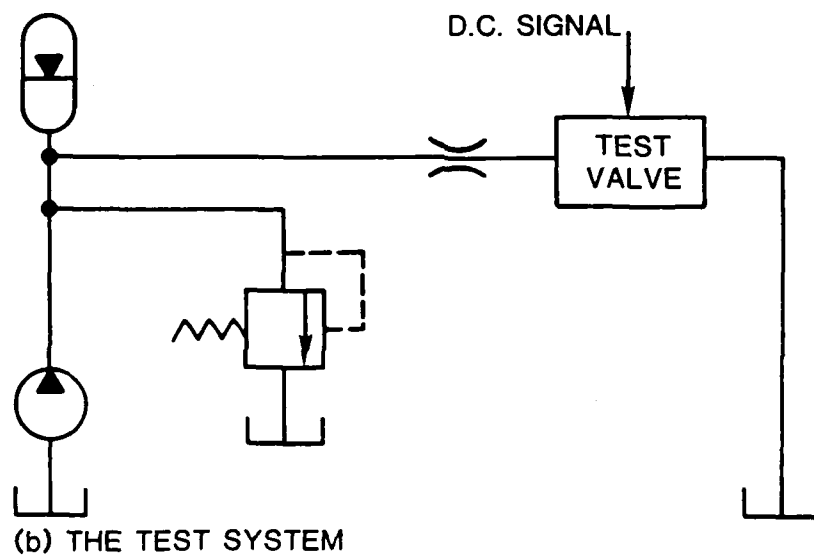 D.C. SIGNAL
TEST
VALVE
(b) THE TEST SYSTEM